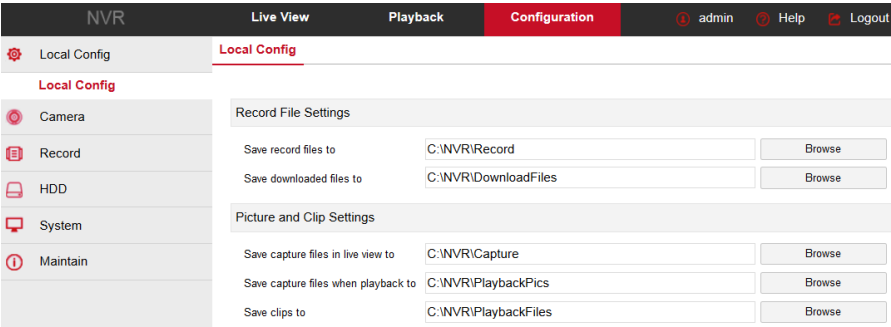 NVR Live View Playback Configuration admin Help Logout
Local Config Local Config
Local Config
Camera Record File Settings
Record Save record files to C:\NVR\Record Browse
HDD Save downloaded files to C:\NVR\DownloadFiles Browse
System Picture and Clip Settings
Maintain Save capture files in live view to C:\NVR\Capture Browse
Save capture files when playback to C:\NVR\PlaybackPics Browse
Save clips to C:\NVR\PlaybackFiles Browse